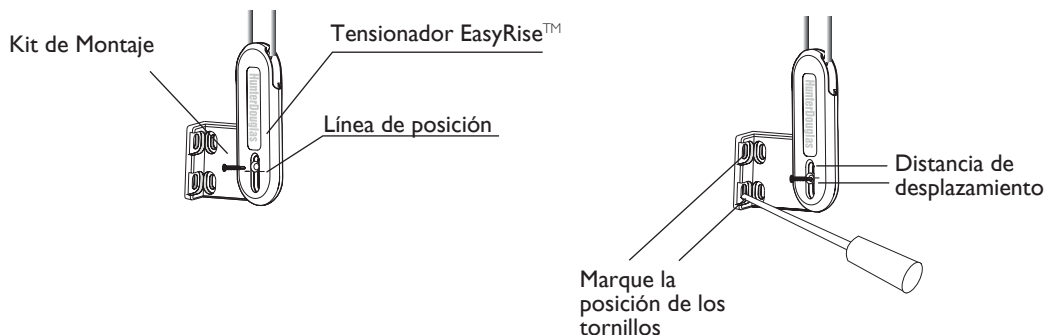 Kit de Montaje
Tensionador EasyRise™
HunterDouglas
Línea de posición
HunterDouglas
Distancia de
desplazamiento
Marque la
posición de los
tornillos